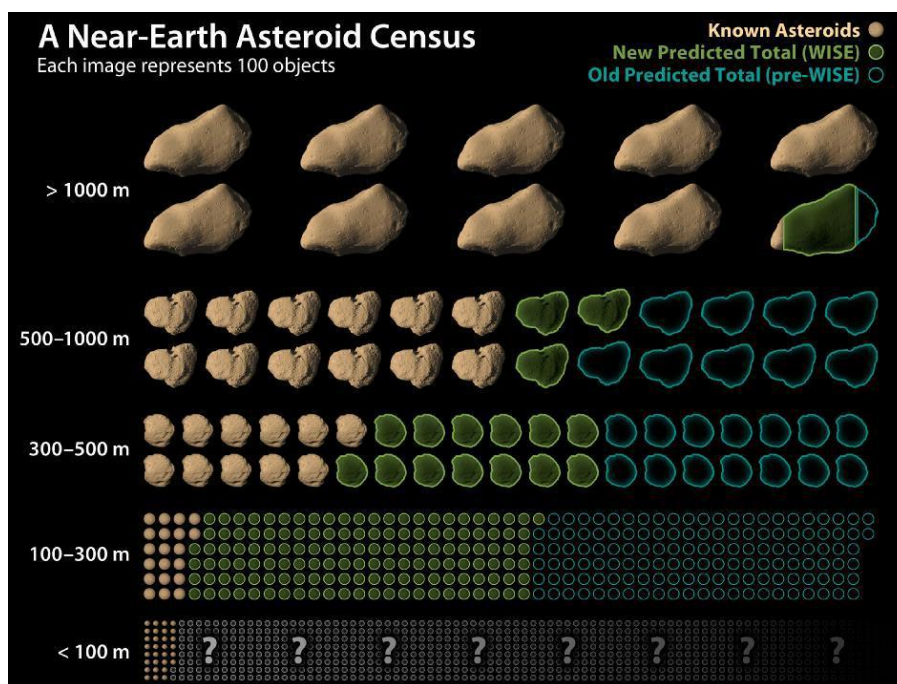 A Near-Earth Asteroid Census
Each image represents 100 objects
Known Asteroids
New Predicted Total (WISE)
Old Predicted Total (pre-WISE)
> 1000 m
500–1000 m
300–500 m
100–300 m
< 100 m
? ? ? ? ? ? ? ?